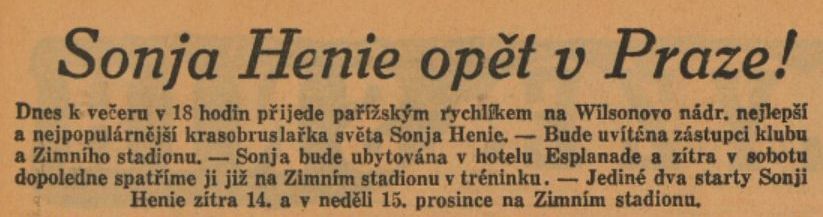 Sonja Henie opět v Praze!
Dnes k večeru v 18 hodin přijede pařížským rychlíkem na Wilsonovo nádr. nejlepší
a nejpopulárnější krasobruslařka světa Sonja Henie. — Bude uvítána zástupci klubu
a Zimního stadionu. — Sonja bude ubytována v hotelu Esplanade a zítra v sobotu
dopoledne spatříme ji již na Zimním stadionu v tréninku. — Jediné dva starty Sonji
Henie zítra 14. a v neděli 15. prosince na Zimním stadionu.